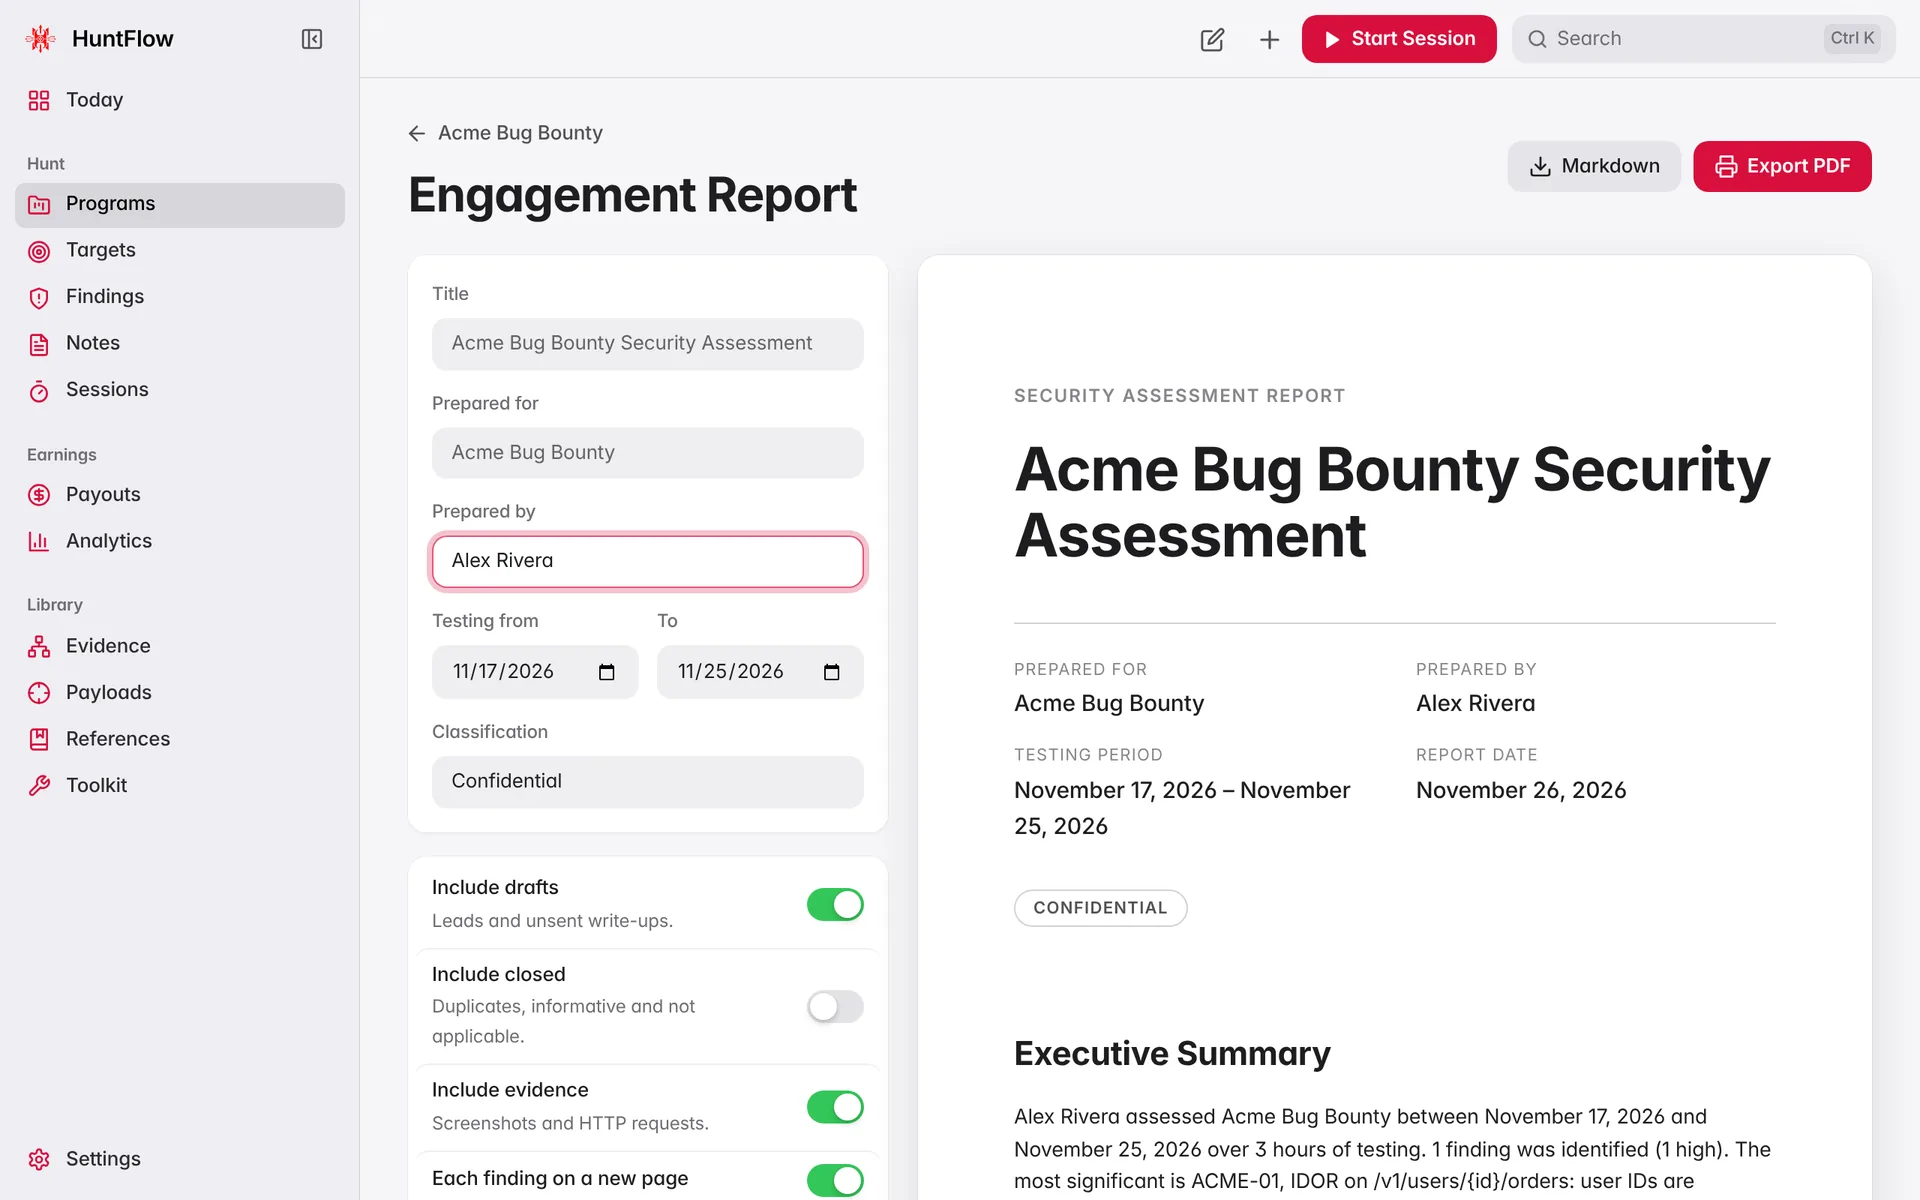 HuntFlow
Start Session
Search
Ctrl K
Today
Hunt
Programs
Targets
Findings
Notes
Sessions
Earnings
Payouts
Analytics
Library
Evidence
Payloads
References
Toolkit
Settings
Acme Bug Bounty
Engagement Report
Markdown
Export PDF
Title
Acme Bug Bounty Security Assessment
Prepared for
Acme Bug Bounty
Prepared by
Alex Rivera
Testing from
To
11/17/2026
11/25/2026
Classification
Confidential
Include drafts
Leads and unsent write-ups.
Include closed
Duplicates, informative and not
applicable.
Include evidence
Screenshots and HTTP requests.
Each finding on a new page
SECURITY ASSESSMENT REPORT
Acme Bug Bounty Security
Assessment
PREPARED FOR
Acme Bug Bounty
PREPARED BY
Alex Rivera
TESTING PERIOD
November 17, 2026 – November
25, 2026
REPORT DATE
November 26, 2026
CONFIDENTIAL
Executive Summary
Alex Rivera assessed Acme Bug Bounty between November 17, 2026 and
November 25, 2026 over 3 hours of testing. 1 finding was identified (1 high). The
most significant is ACME-01, IDOR on /v1/users/{id}/orders: user IDs are